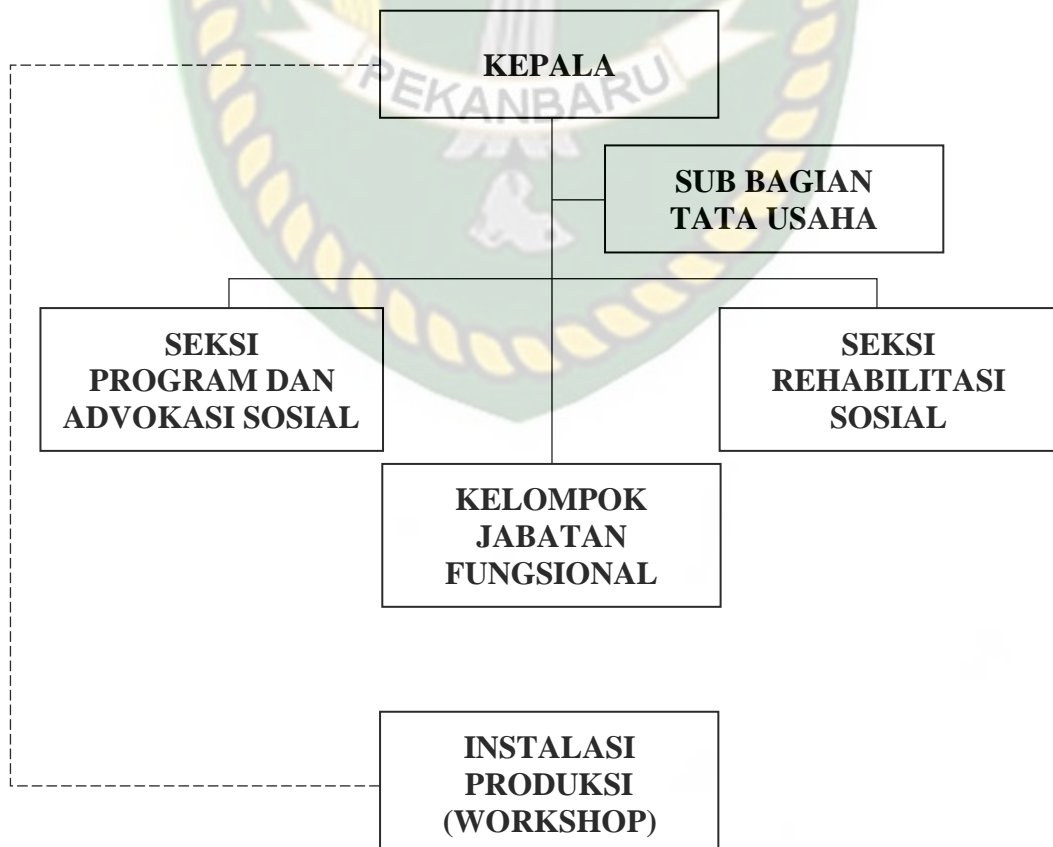 KEPALA
PEKANBARU
SUB BAGIAN
TATA USAHA
SEKSI
PROGRAM DAN
ADVOKASI SOSIAL
SEKSI
REHABILITASI
SOSIAL
KELOMPOK
JABATAN
FUNGSIONAL
INSTALASI
PRODUKSI
(WORKSHOP)